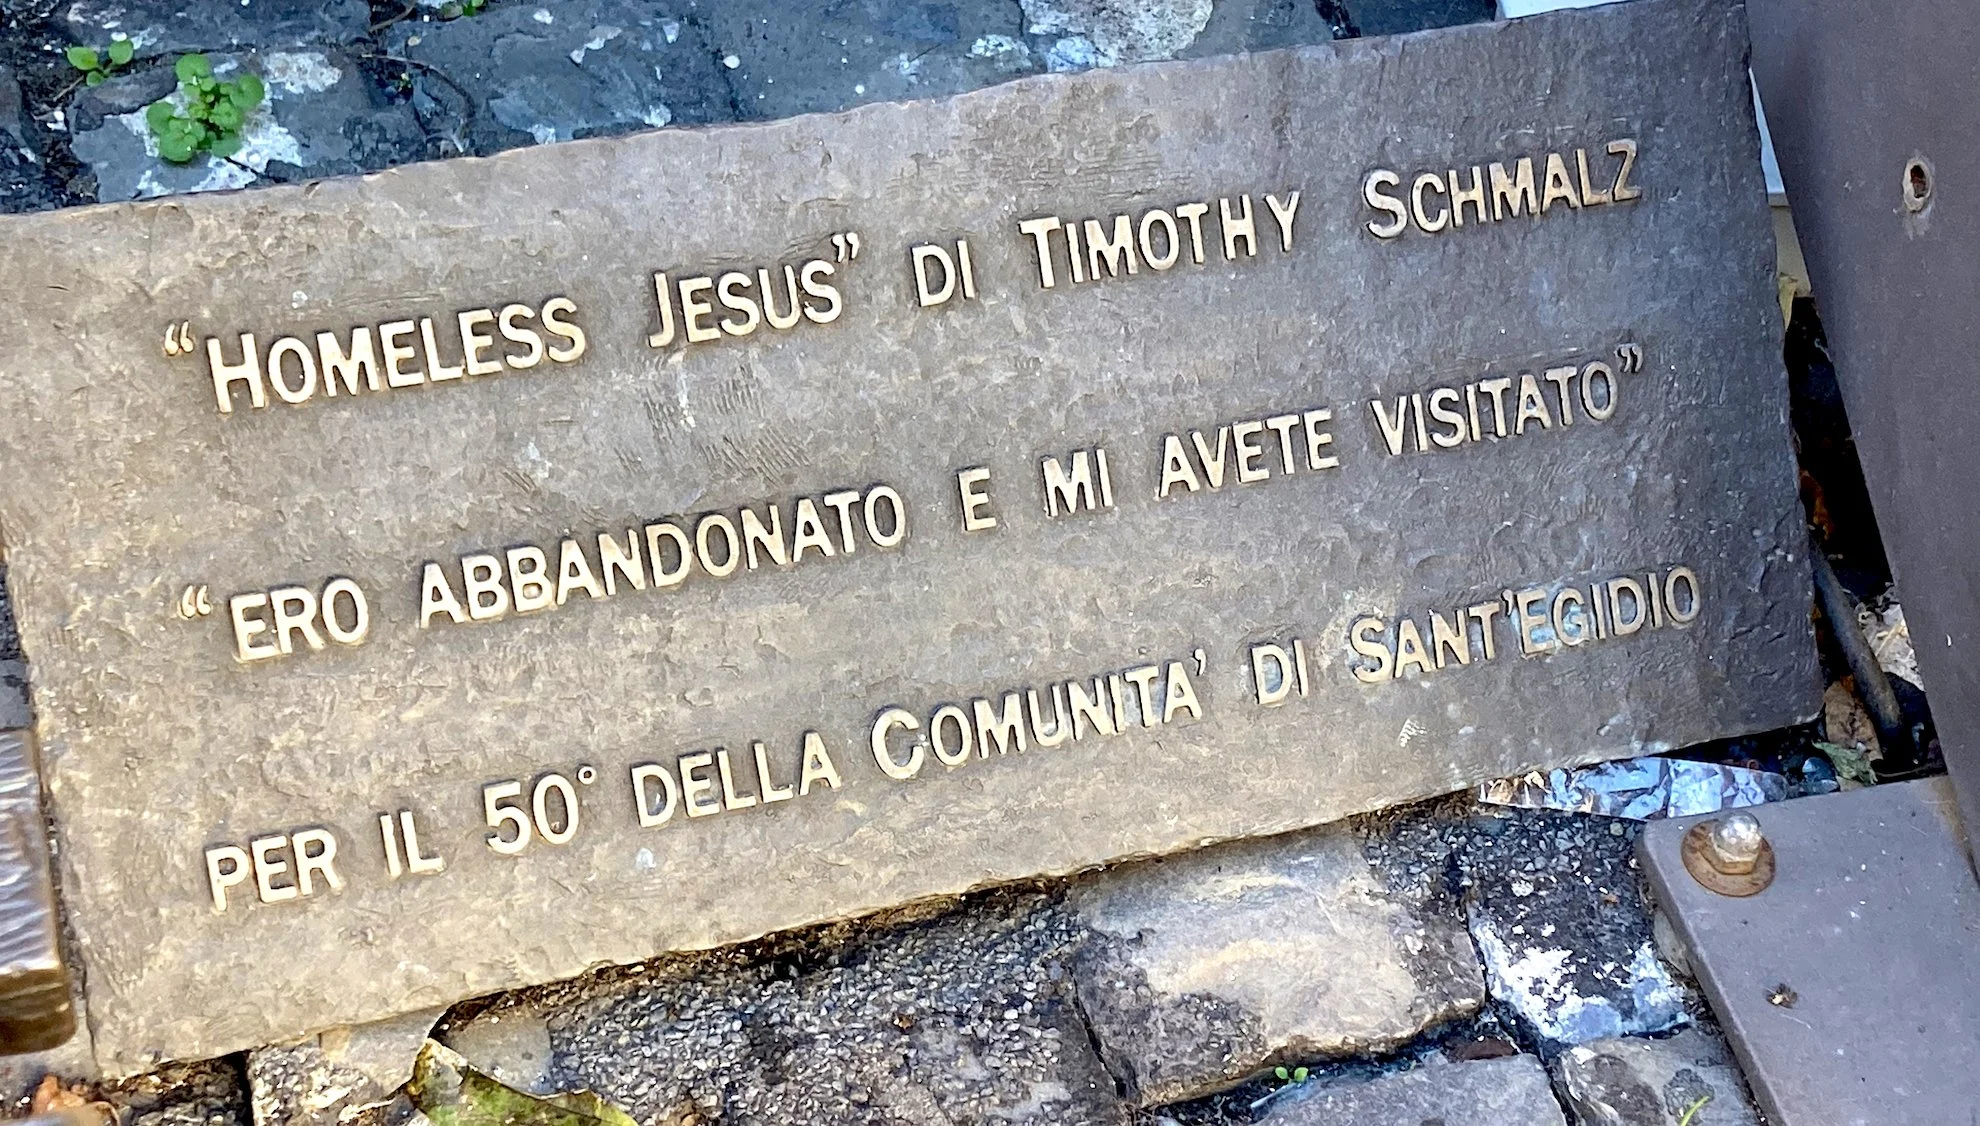 “HOMELESS JESUS” DI TIMOTHY SCHMALZ
“ERO ABBANDONATO E MI AVETE VISITATO”
PER IL 50° DELLA COMUNITA’ DI SANT’EGIDIO